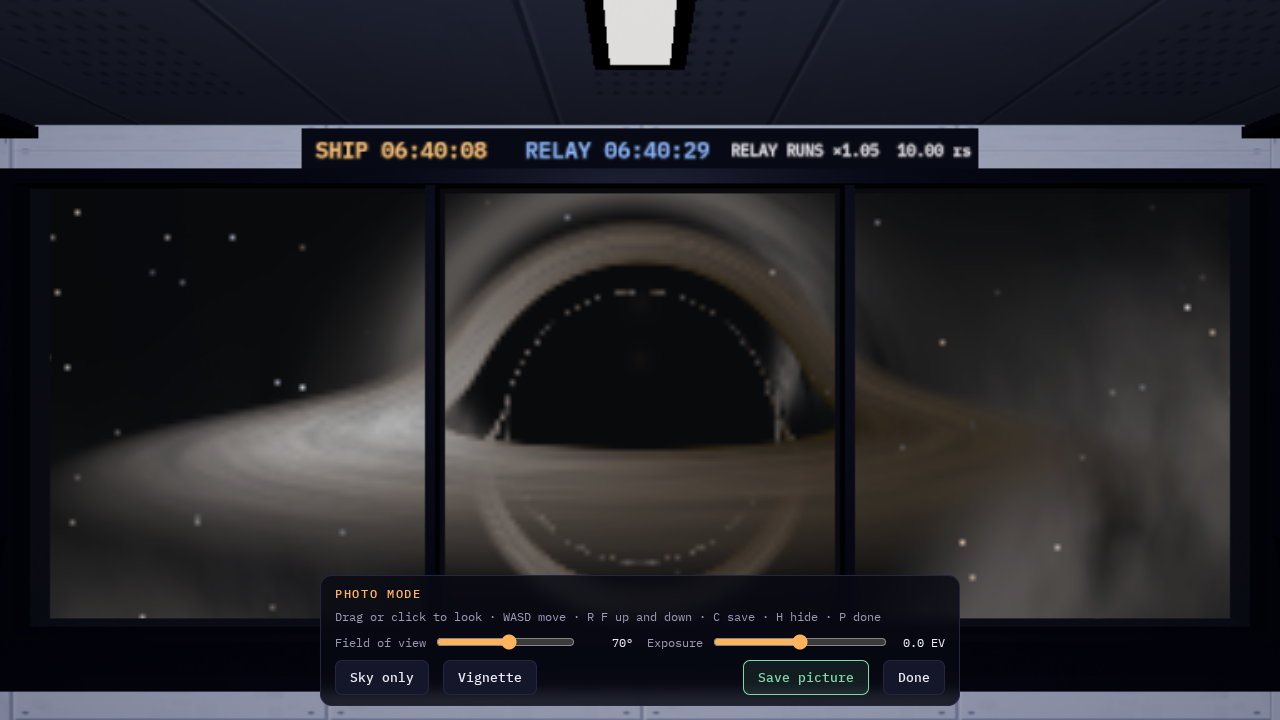 SHIP 06:40:08 RELAY 06:40:29 RELAY RUNS ×1.05 10.00 rs
PHOTO MODE
Drag or click to look · WASD move · R F up and down · C save · H hide · P done
Field of view 70° Exposure 0.0 EV
Sky only Vignette Save picture Done